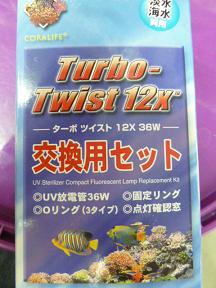 淡水
海水
両用
CORALIFE
Turbo-
Twist 12x
ターボ ツイスト 12X 36W
交換用セット
UV Sterilizer Compact Fluorescent Lamp Replacement Kit
◎UV放電管36W ◎固定リング
◎Oリング(3タイプ) ◎点灯確認窓